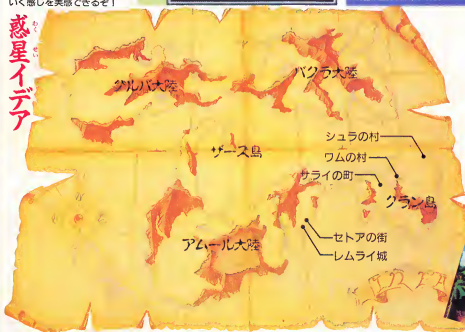 いく感じを実感できるぞ!
惑星イデア
わくせい
グルバ大陸
バクラ大陸
ザース島
シュラの村
ワムの村
サライの町
クラン島
アムール大陸
セトアの街
レムライ城